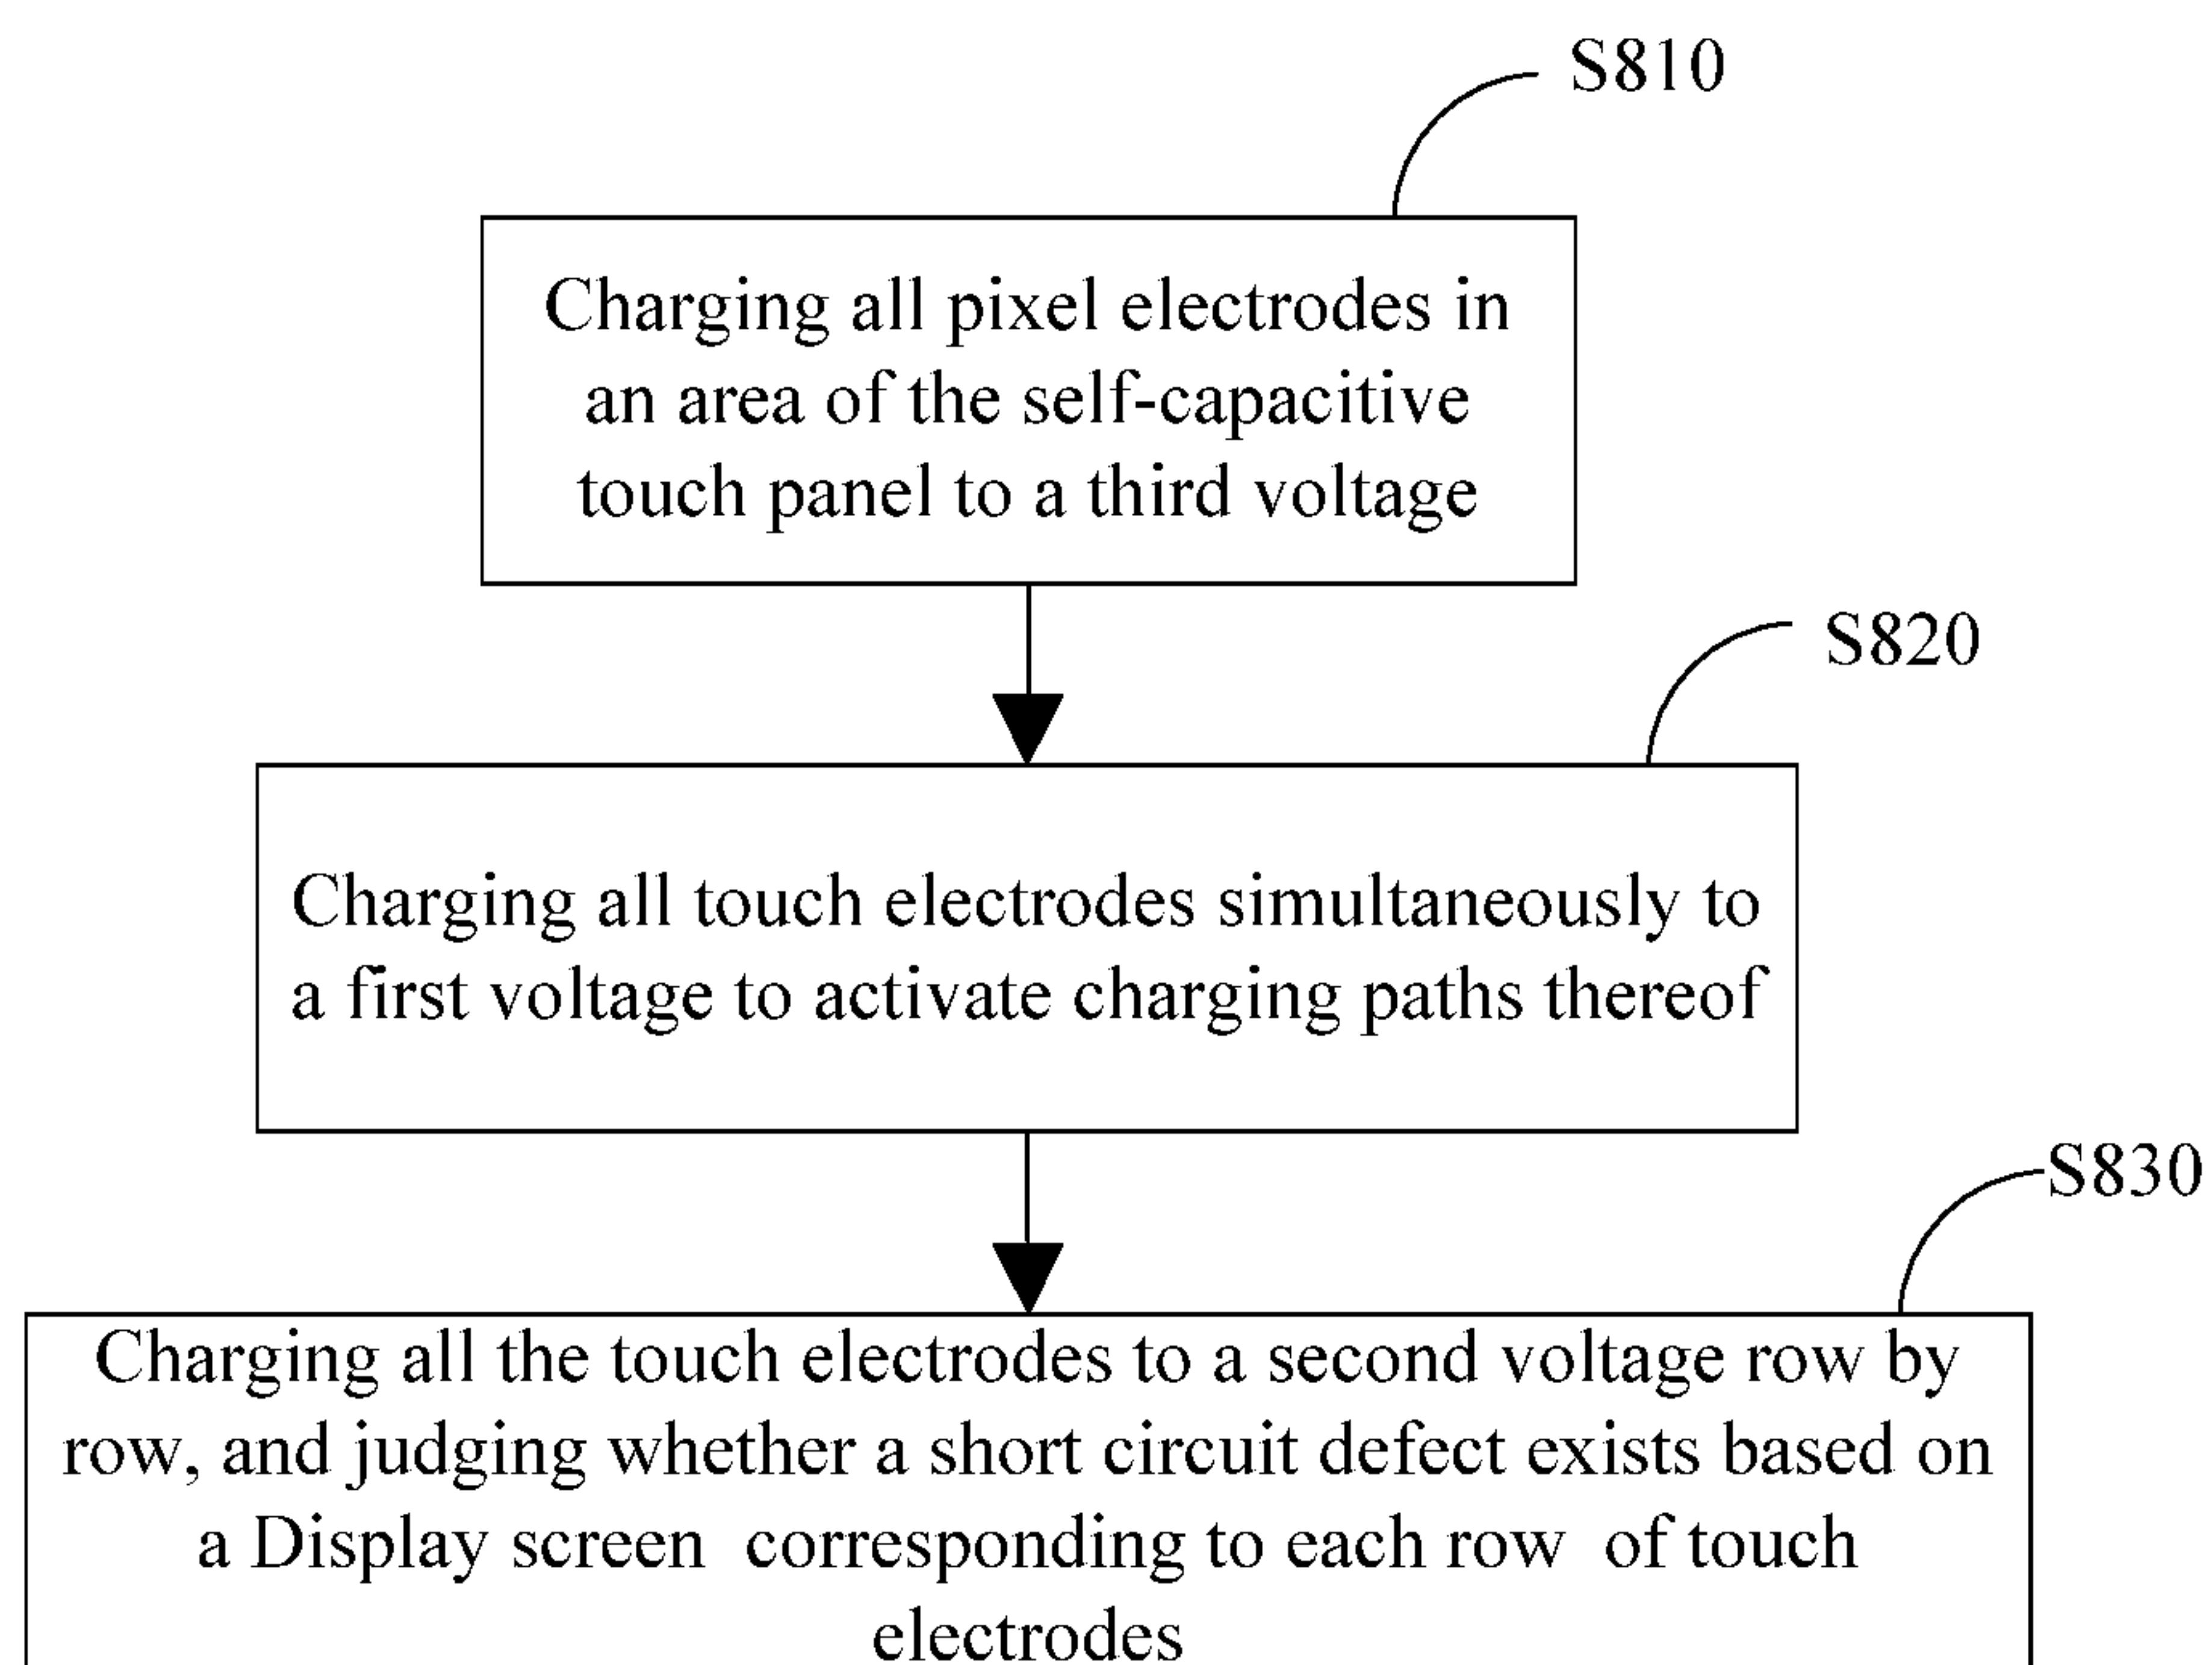 S810
Charging all pixel electrodes in
an area of the self-capacitive
touch panel to a third voltage
S820
Charging all touch electrodes simultaneously to
a first voltage to activate charging paths thereof
S830
Charging all the touch electrodes to a second voltage row by
row, and judging whether a short circuit defect exists based on
a Display screen corresponding to each row of touch
electrodes